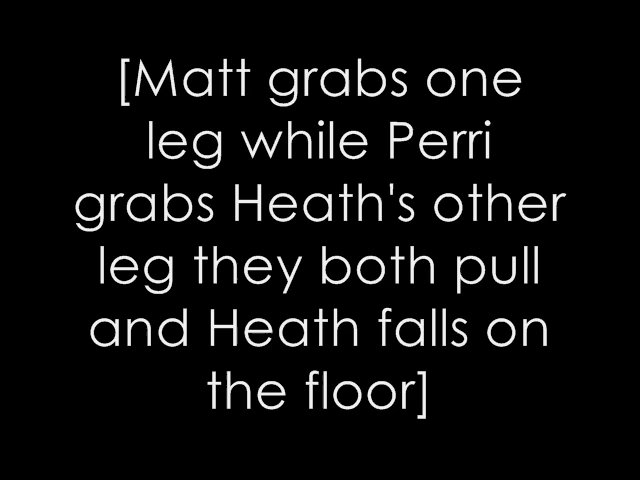 [Matt grabs one
leg while Perri
grabs Heath's other
leg they both pull
and Heath falls on
the floor]